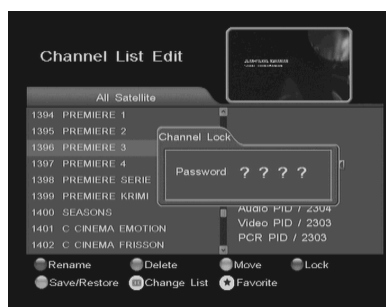 Channel List Edit
All Satellite
1394 PREMIERE 1
1395 PREMIERE 2
1396 PREMIERE 3
1397 PREMIERE 4
1398 PREMIERE SERIE
1399 PREMIERE KRIMI
1400 SEASONS
1401 C CINEMA EMOTION
1402 C CINEMA FRISSON
Channel Lock
Password ? ? ? ?
Audio PID / 2304
Video PID / 2303
PCR PID / 2303
Rename Delete Move Lock
Save/Restore Change List Favorite